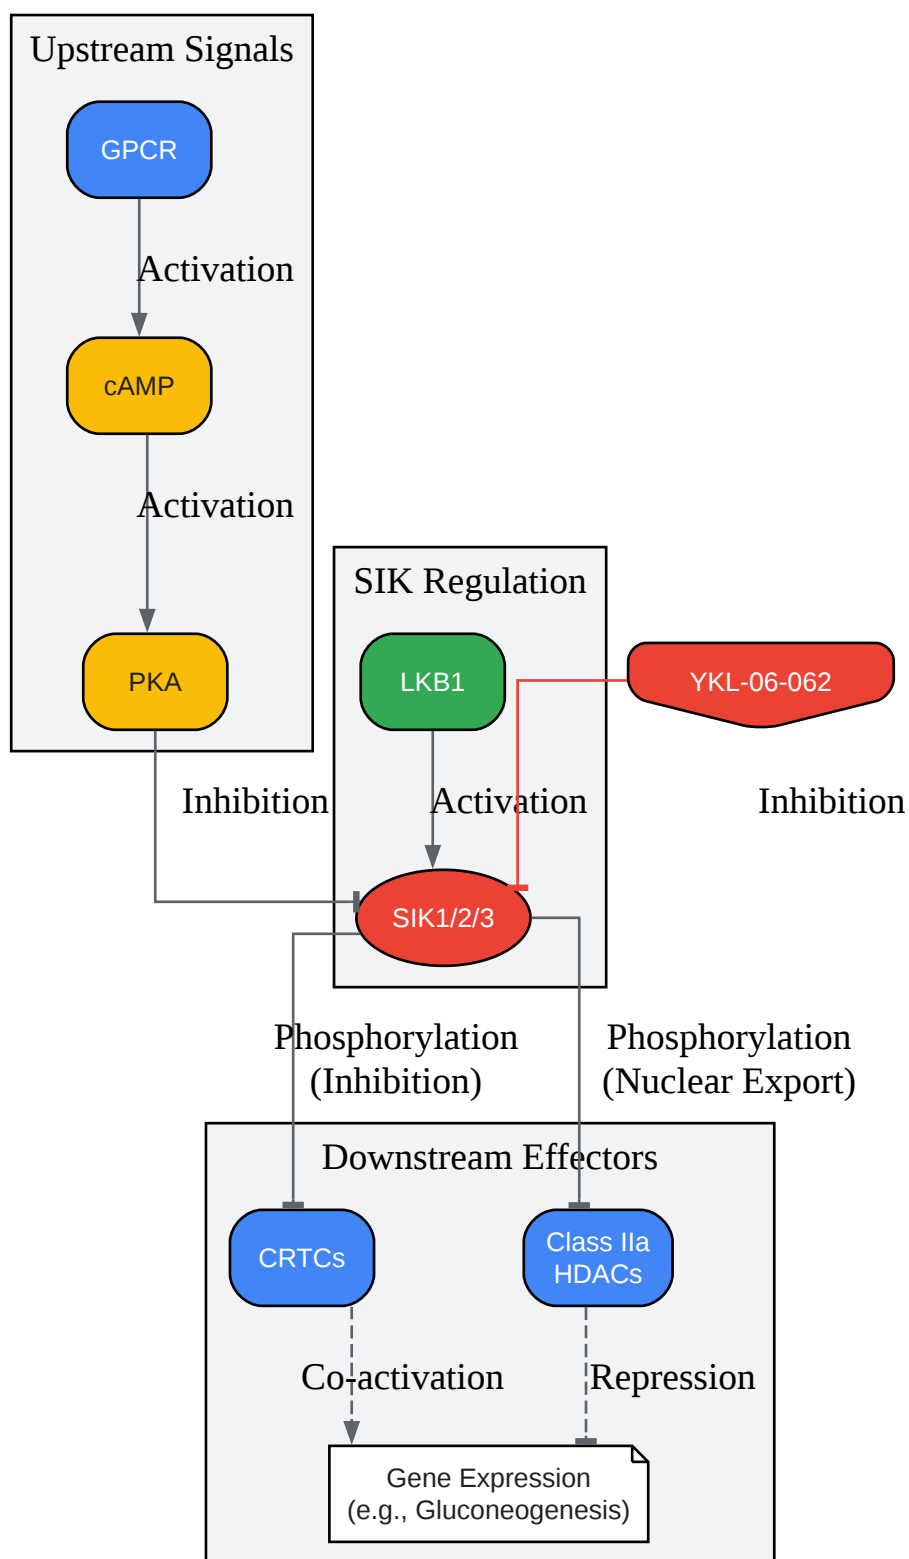 Upstream Signals
GPCR
Activation
cAMP
Activation
SIK Regulation
PKA
LKB1
YKL-06-062
Inhibition
Activation
Inhibition
SIK1/2/3
Phosphorylation
(Inhibition)
Phosphorylation
(Nuclear Export)
Downstream Effectors
CRTCs
Class IIa
HDACs
Co-activation
Repression
Gene Expression
(e.g., Gluconeogenesis)